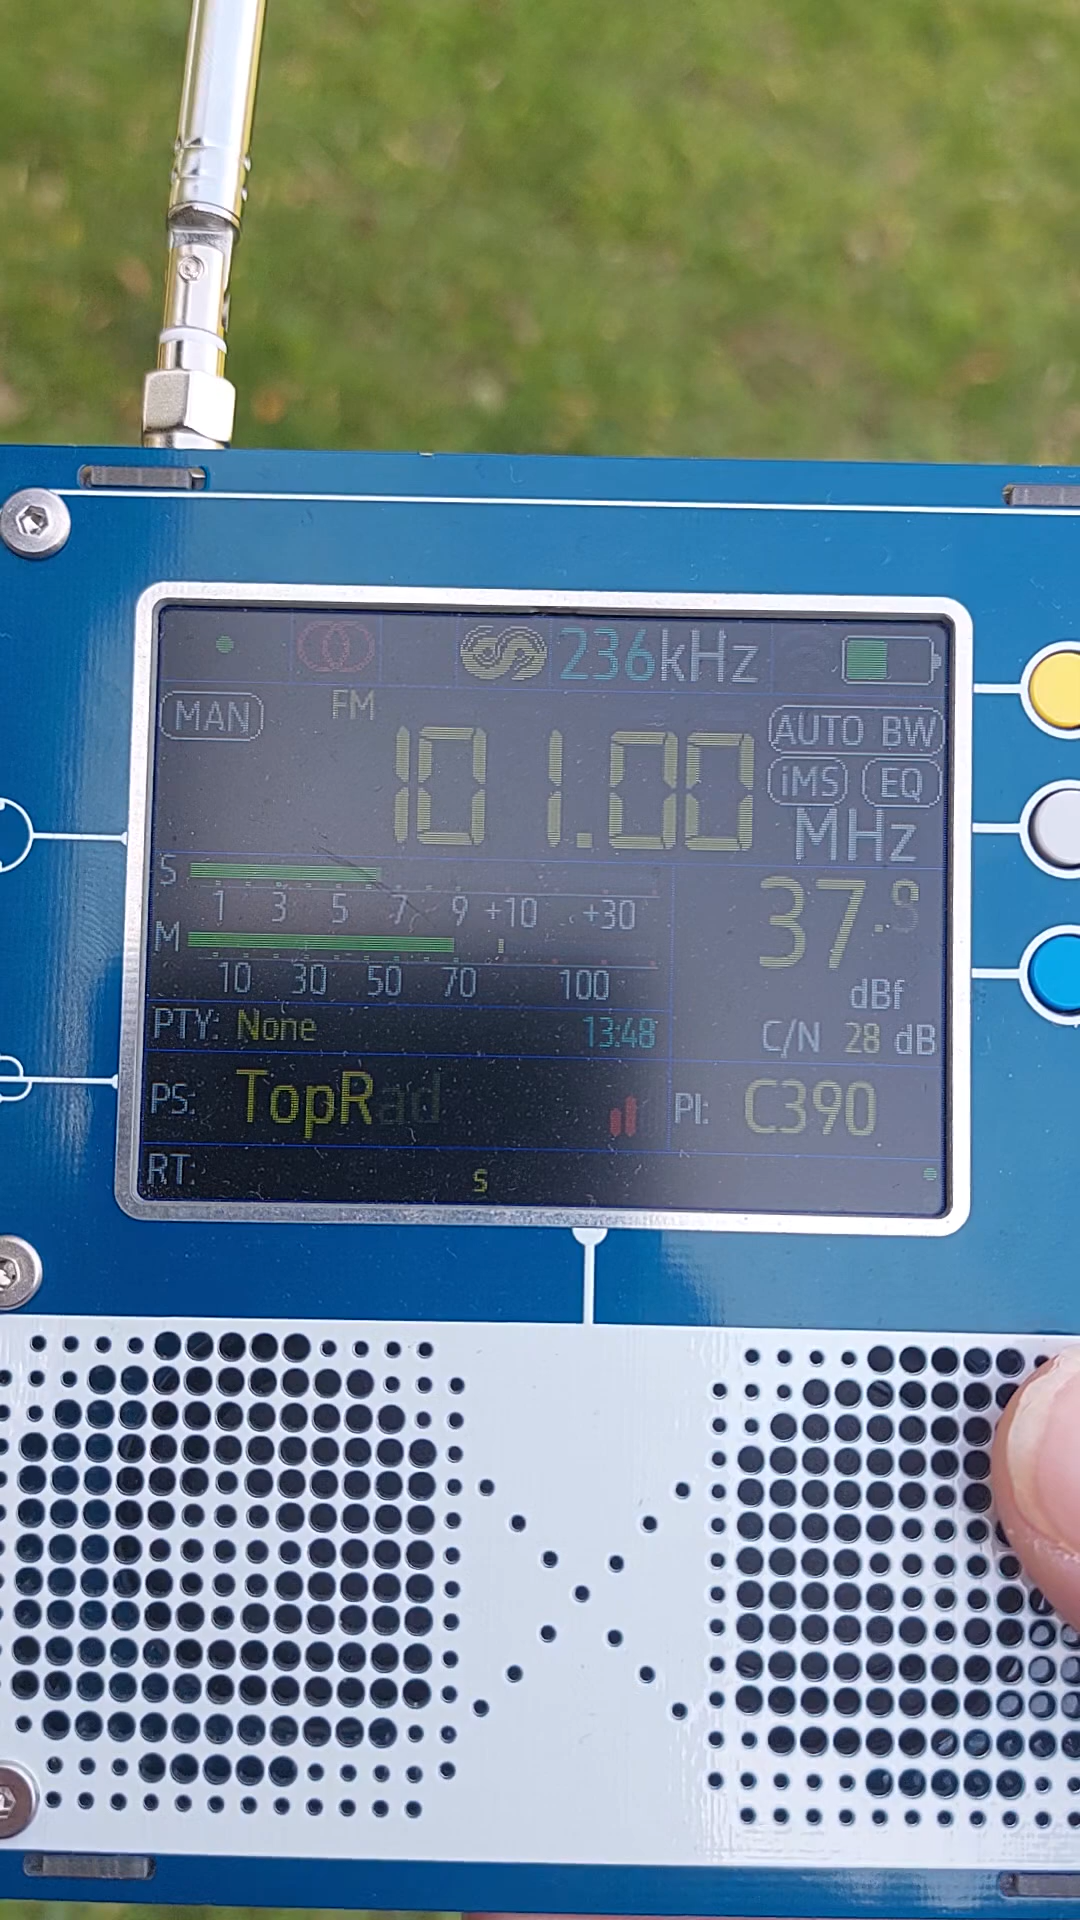 236kHz
MAN FM AUTO BW
101.00 iMS EQ
MHz
S
1 3 5 7 9 +10 +30
37.8
M
10 30 50 70 100
dBf
PTY: None 13:48 C/N 28 dB
PS: TopRad PI: C390
RT: s